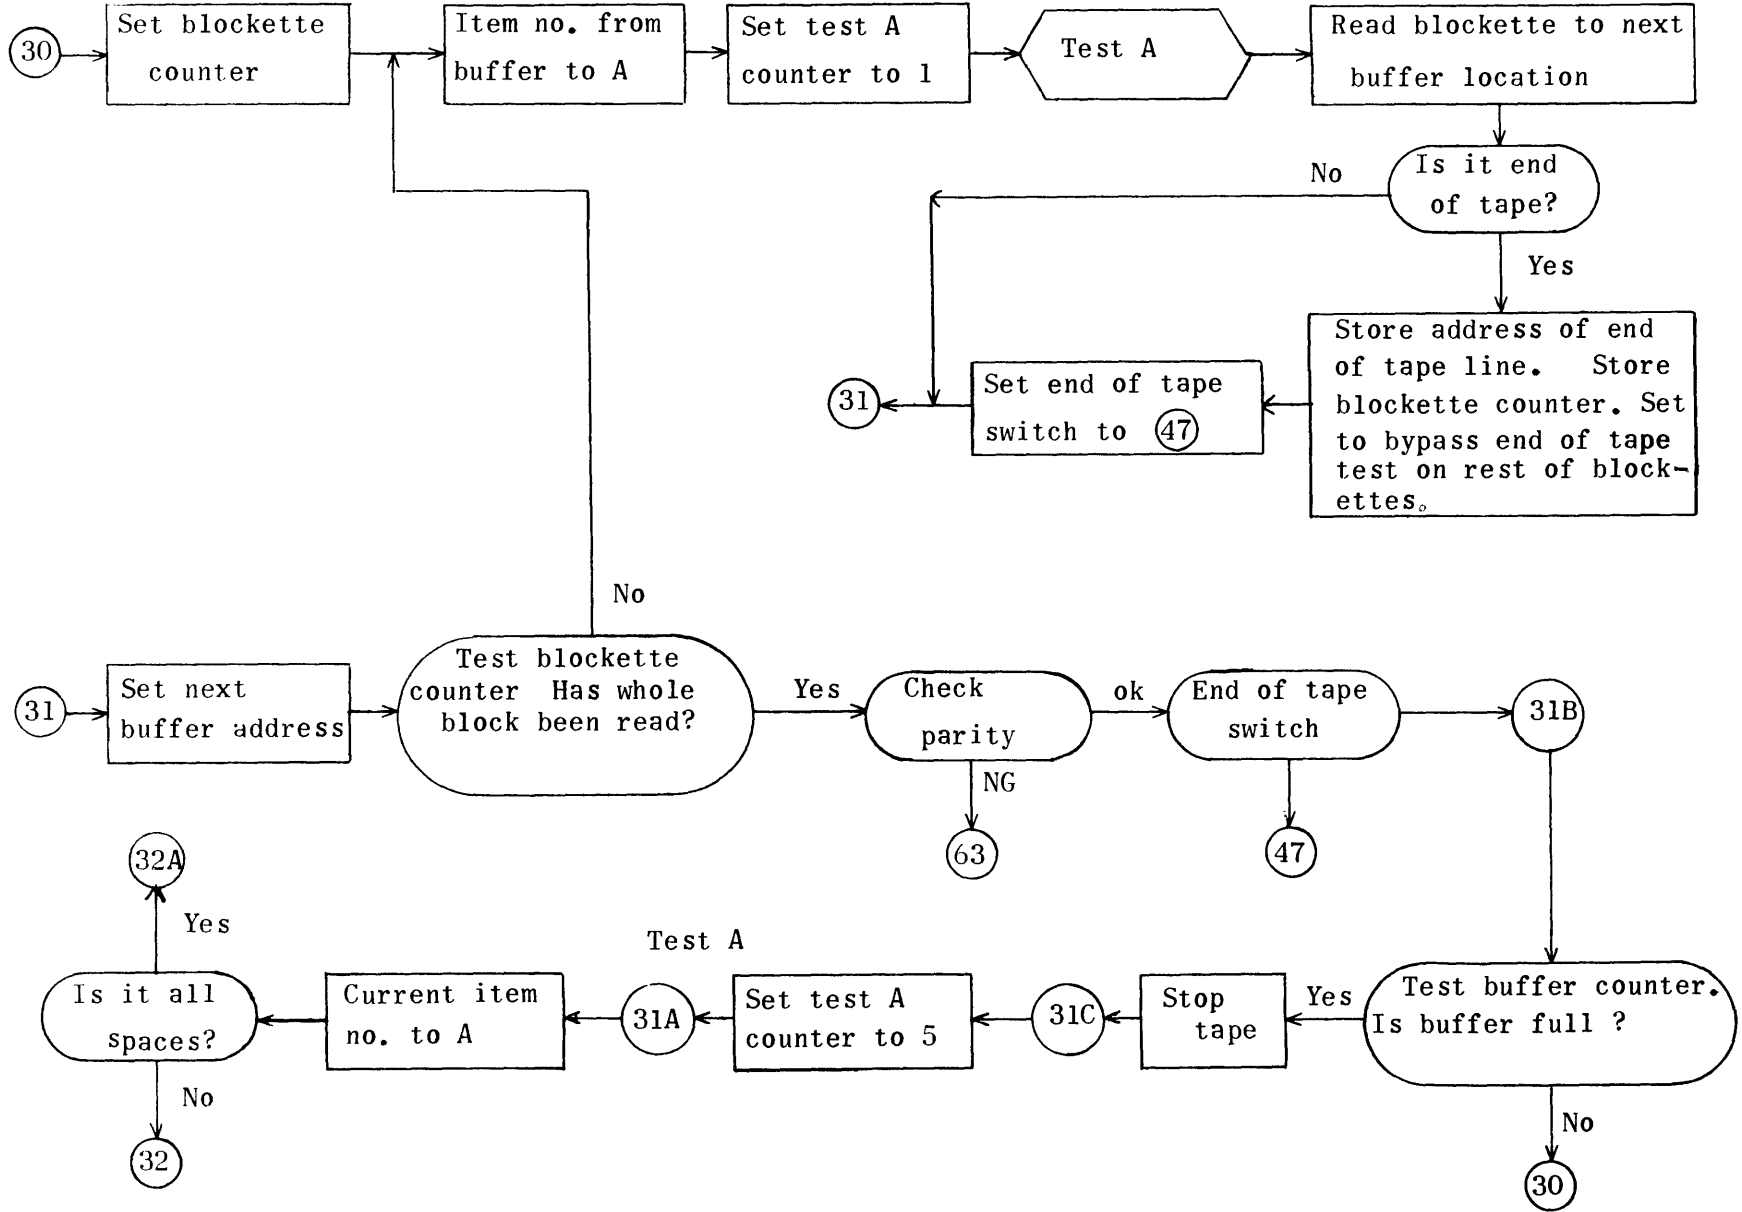 30
Set blockette
counter
Item no. from
buffer to A
Set test A
counter to 1
Test A
Read blockette to next
buffer location
Is it end
of tape?
No
Yes
Store address of end
of tape line. Store
blockette counter. Set
to bypass end of tape
test on rest of block-
ettes.
Set end of tape
switch to 47
31
No
31
Set next
buffer address
Test blockette
counter Has whole
block been read?
Yes
Check
parity
ok
End of tape
switch
31B
NG
63
47
Test buffer counter.
Is buffer full ?
Yes
No
30
Stop
tape
31C
Set test A
counter to 5
Test A
31A
Current item
no. to A
Is it all
spaces?
Yes
32A
No
32